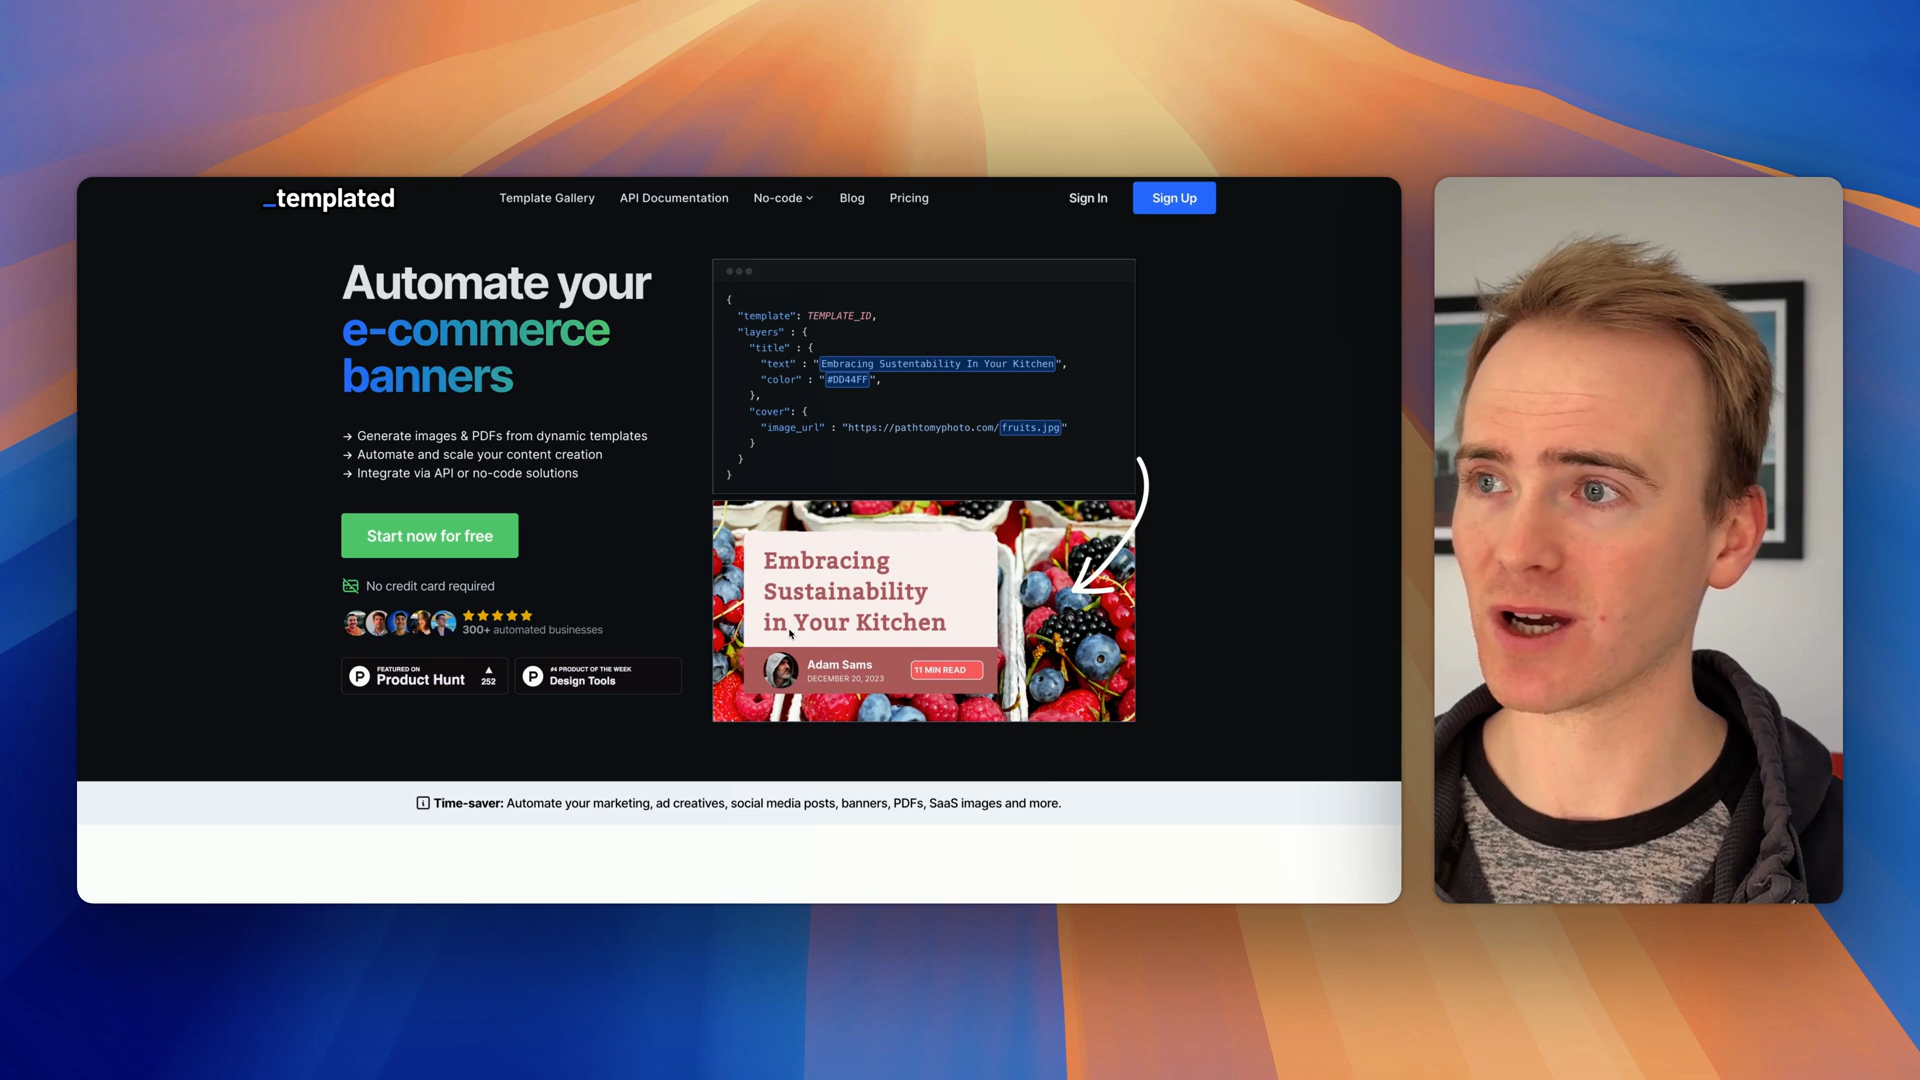 _templated
Template Gallery
API Documentation
No-code
Blog
Pricing
Sign In
Sign Up
Automate your
e-commerce
banners
→ Generate images & PDFs from dynamic templates
→ Automate and scale your content creation
→ Integrate via API or no-code solutions
Start now for free
No credit card required
300+ automated businesses
P FEATURED ON
Product Hunt
▲
252
P #4 PRODUCT OF THE WEEK
Design Tools
{
"template": TEMPLATE_ID,
"layers" : {
"title" : {
"text" : "Embracing Sustentability In Your Kitchen",
"color" : "#DD44FF",
},
"cover": {
"image_url" : "https://pathtomyphoto.com/fruits.jpg"
}
}
}
Embracing
Sustainability
in Your Kitchen
Adam Sams
DECEMBER 20, 2023
11 MIN READ
Time-saver: Automate your marketing, ad creatives, social media posts, banners, PDFs, SaaS images and more.